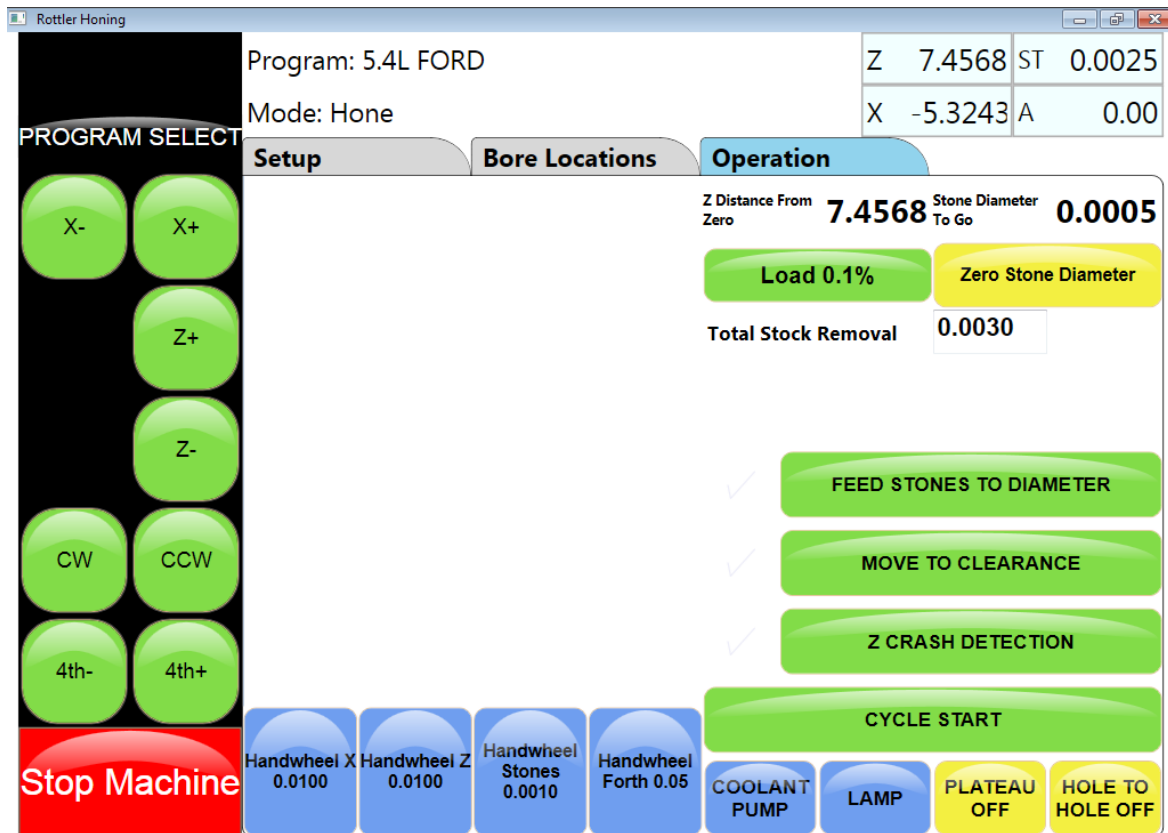 Rottler Honing
Program: 5.4L FORD
Z 7.4568 ST 0.0025
Mode: Hone
X -5.3243 A 0.00
PROGRAM SELECT
Setup Bore Locations Operation
X- X+
Z+
Z-
CW CCW
4th- 4th+
Stop Machine
Z Distance From
Zero
7.4568
Stone Diameter
To Go
0.0005
Load 0.1% Zero Stone Diameter
Total Stock Removal 0.0030
FEED STONES TO DIAMETER
MOVE TO CLEARANCE
Z CRASH DETECTION
CYCLE START
Handwheel X
0.0100
Handwheel Z
0.0100
Handwheel
Stones
0.0010
Handwheel
Forth 0.05
COOLANT
PUMP
LAMP
PLATEAU
OFF
HOLE TO
HOLE OFF